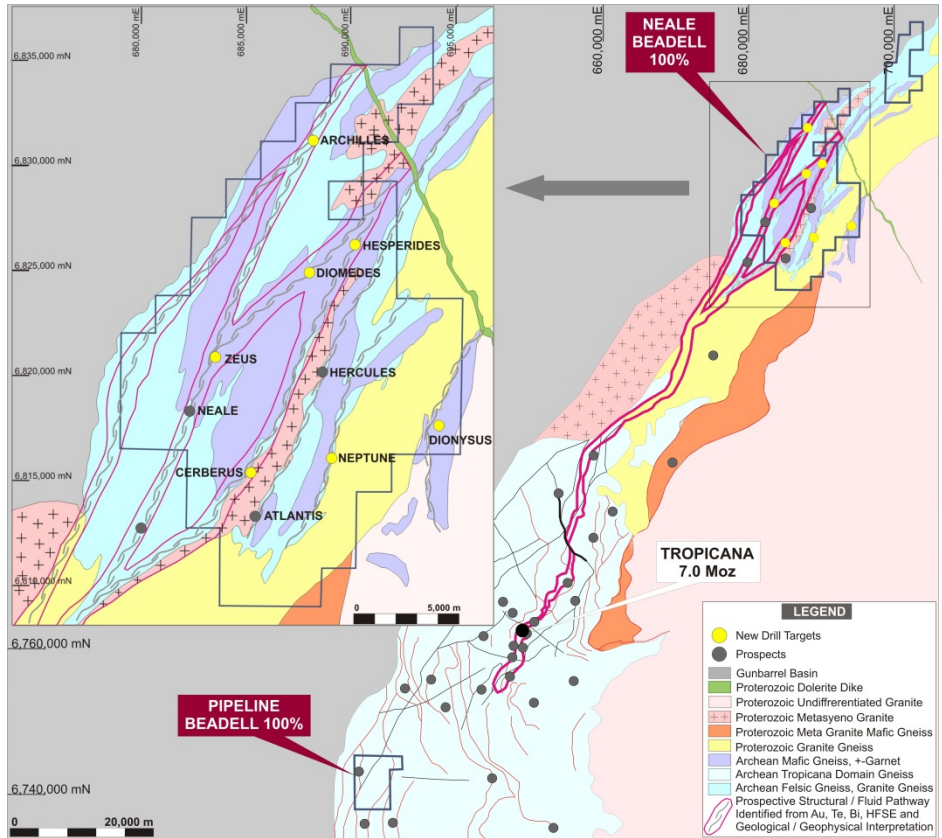 680,000 mE
685,000 mE
690,000 mE
695,000 mE
6,835,000 mN
6,830,000 mN
6,825,000 mN
6,820,000 mN
6,815,000 mN
6,810,000 mN
ARCHILLES
HESPERIDES
DIOMEDES
ZEUS
HERCULES
NEALE
DIONYSUS
NEPTUNE
CERBERUS
ATLANTIS
0 5,000 m
660,000 mE
680,000 mE
700,000 mE
NEALE
BEADELL
100%
TROPICANA
7.0 Moz
6,760,000 mN
PIPELINE
BEADELL 100%
6,740,000 mN
0 20,000 m
LEGEND
New Drill Targets
Prospects
Gunbarrel Basin
Proterozoic Dolerite Dike
Proterozoic Undiffrentiated Granite
Proterozoic Metasyeno Granite
Proterozoic Meta Granite Mafic Gneiss
Proterozoic Granite Gneiss
Archean Mafic Gneiss, +-Garnet
Archean Tropicana Domain Gneiss
Archean Felsic Gneiss, Granite Gneiss
Prospective Structural / Fluid Pathway
Identified from Au, Te, Bi, HFSE and
Geological / Geophysical Interpretation